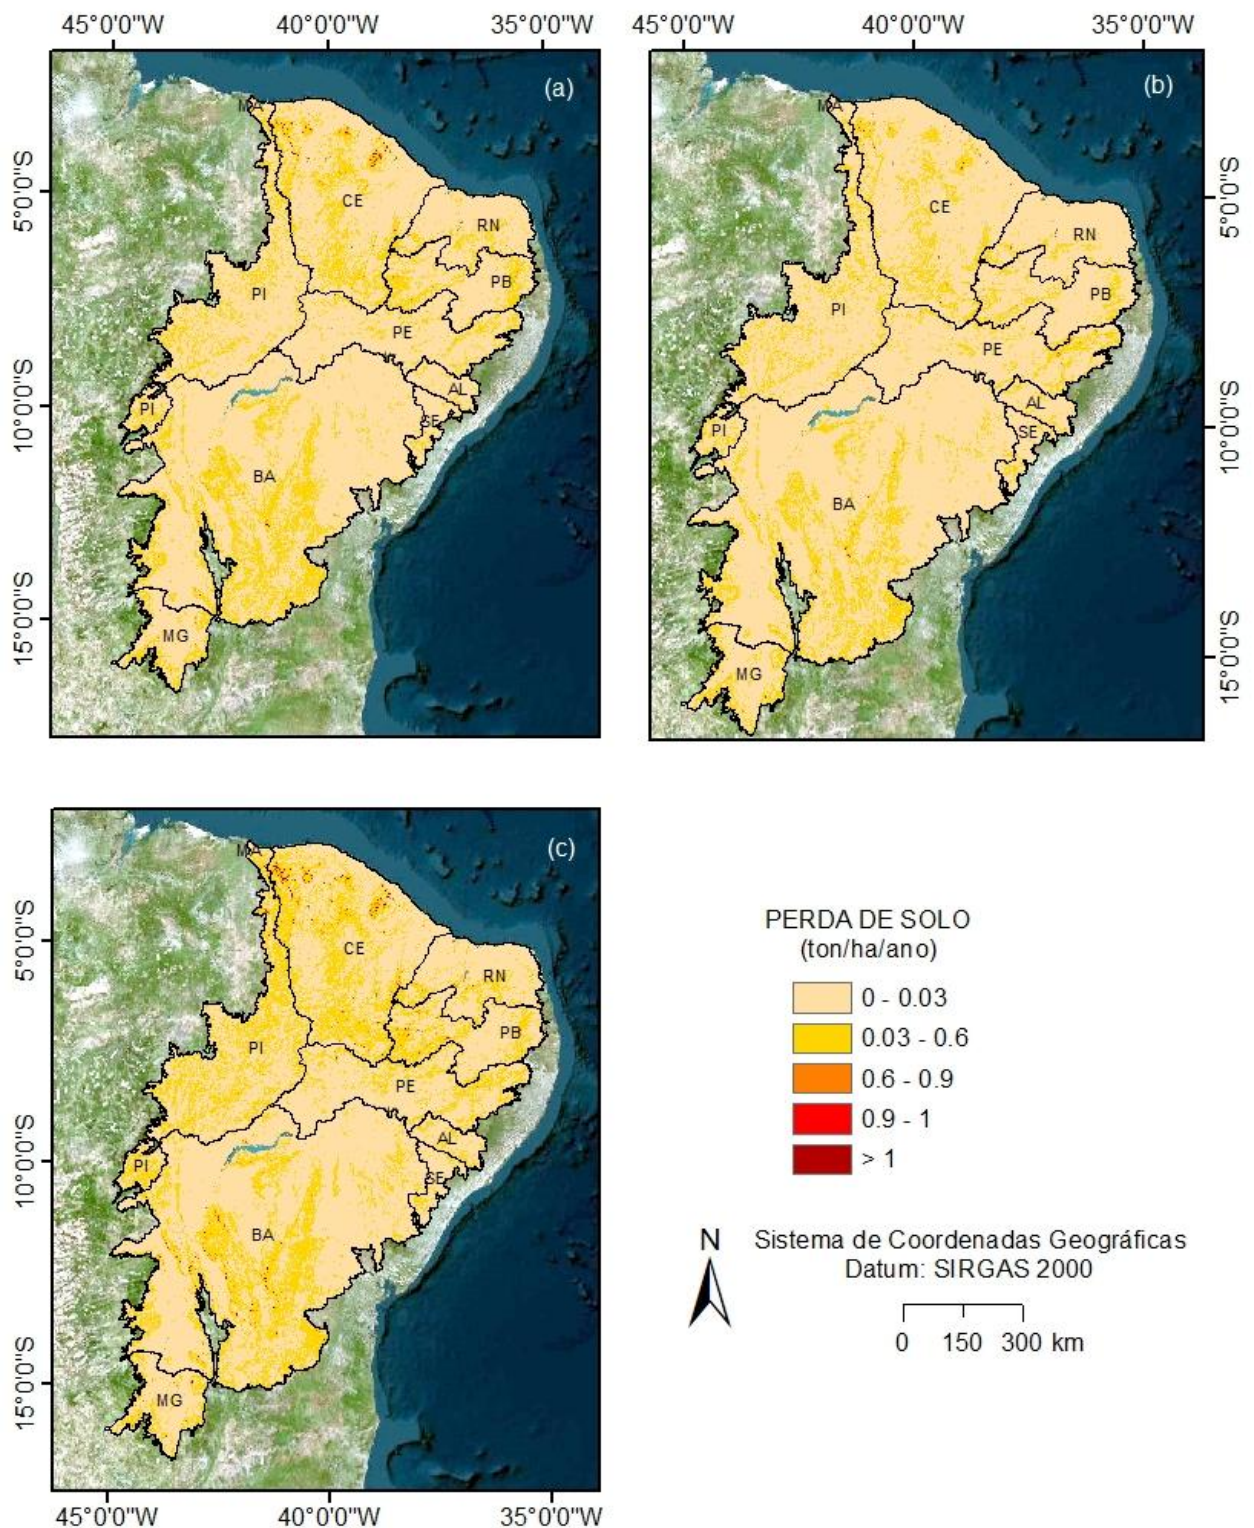 45°0'0"W 40°0'0"W 35°0'0"W
45°0'0"W 40°0'0"W 35°0'0"W
(a)
5°0'0"S
10°0'0"S
15°0'0"S
MA
CE
RN
PB
PI
PE
AL
PI
SE
BA
MG
(b)
5°0'0"S
10°0'0"S
15°0'0"S
MA
CE
RN
PB
PI
PE
AL
PI
SE
BA
MG
(c)
5°0'0"S
10°0'0"S
15°0'0"S
MA
CE
RN
PB
PI
PE
AL
PI
SE
BA
MG
45°0'0"W 40°0'0"W 35°0'0"W
PERDA DE SOLO
(ton/ha/ano)
0 - 0.03
0.03 - 0.6
0.6 - 0.9
0.9 - 1
> 1
N
Sistema de Coordenadas Geográficas
Datum: SIRGAS 2000
0 150 300 km